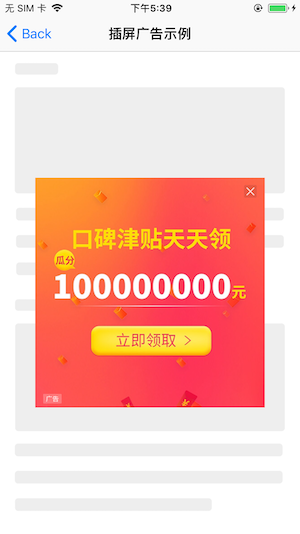 无 SIM 卡 下午5:39
Back 插屏广告示例
口碑津贴天天领
瓜分
100000000元
立即领取 >
广告